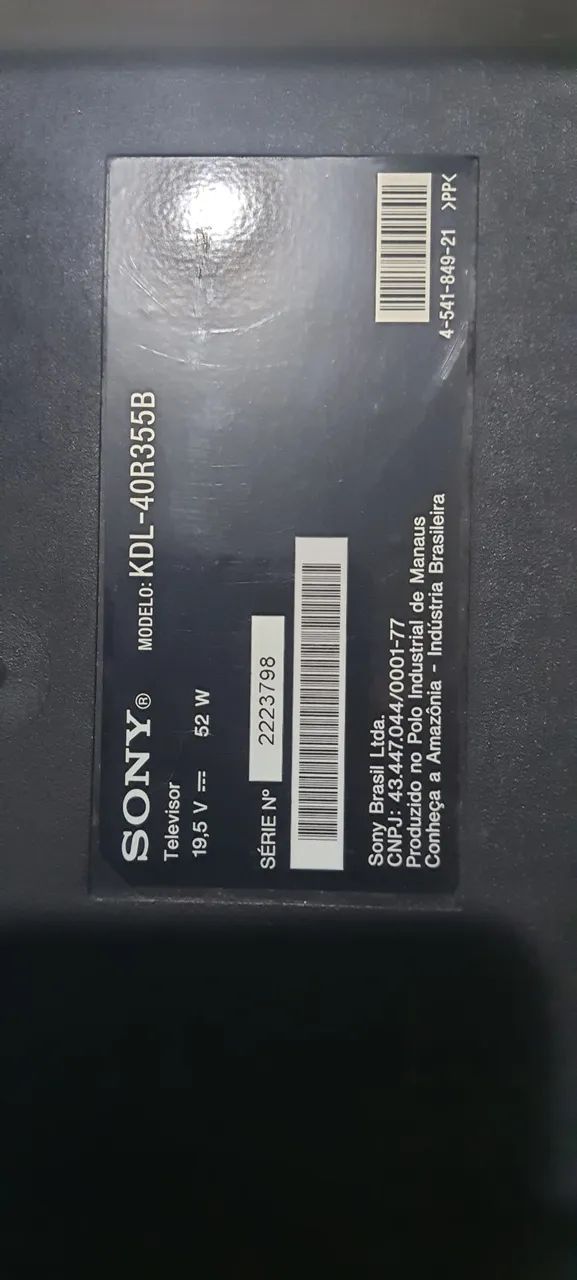 SONY®
MODELO: KDL-40R355B
Televisor
19,5 V ⎓ 52 W
SÉRIE Nº 2223798
Sony Brasil Ltda.
CNPJ: 43.447.044/0001-77
Produzido no Polo Industrial de Manaus
Conheça a Amazônia - Indústria Brasileira
4-541-849-21 >PP<